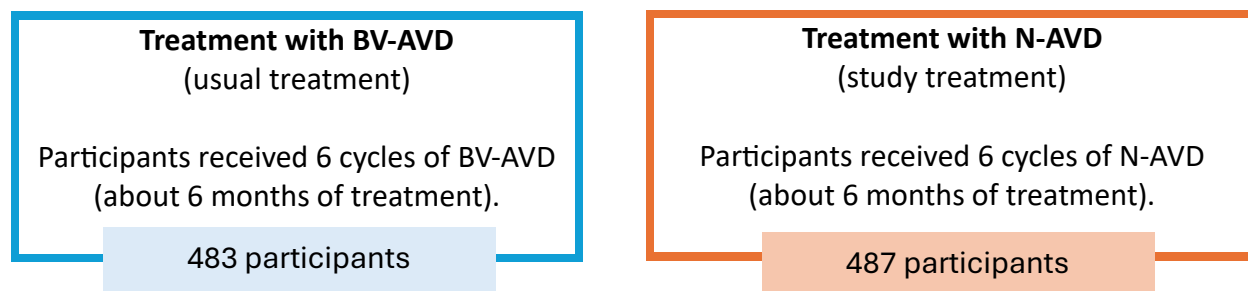 Treatment with BV-AVD
(usual treatment)
Participants received 6 cycles of BV-AVD
(about 6 months of treatment).
483 participants
Treatment with N-AVD
(study treatment)
Participants received 6 cycles of N-AVD
(about 6 months of treatment).
487 participants